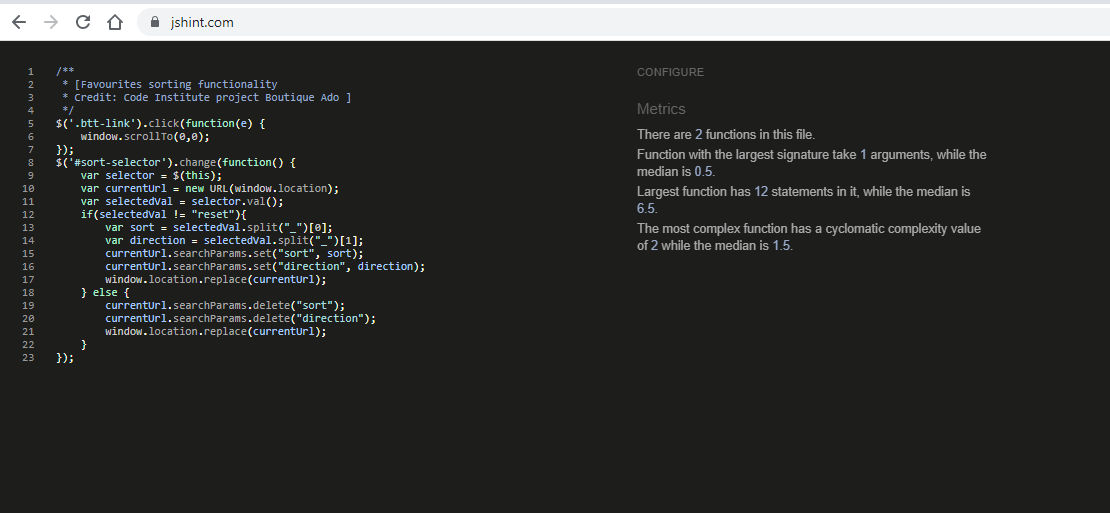 jshint.com
1 /**
2 * [Favourites sorting functionality
3 * Credit: Code Institute project Boutique Ado ]
4 */
5 $('.btt-link').click(function(e) {
6 window.scrollTo(0,0);
7 });
8 $('#sort-selector').change(function() {
9 var selector = $(this);
10 var currentUrl = new URL(window.location);
11 var selectedVal = selector.val();
12 if(selectedVal != "reset"){
13 var sort = selectedVal.split("_")[0];
14 var direction = selectedVal.split("_")[1];
15 currentUrl.searchParams.set("sort", sort);
16 currentUrl.searchParams.set("direction", direction);
17 window.location.replace(currentUrl);
18 } else {
19 currentUrl.searchParams.delete("sort");
20 currentUrl.searchParams.delete("direction");
21 window.location.replace(currentUrl);
22 }
23 });
CONFIGURE
Metrics
There are 2 functions in this file.
Function with the largest signature take 1 arguments, while the
median is 0.5.
Largest function has 12 statements in it, while the median is
6.5.
The most complex function has a cyclomatic complexity value
of 2 while the median is 1.5.